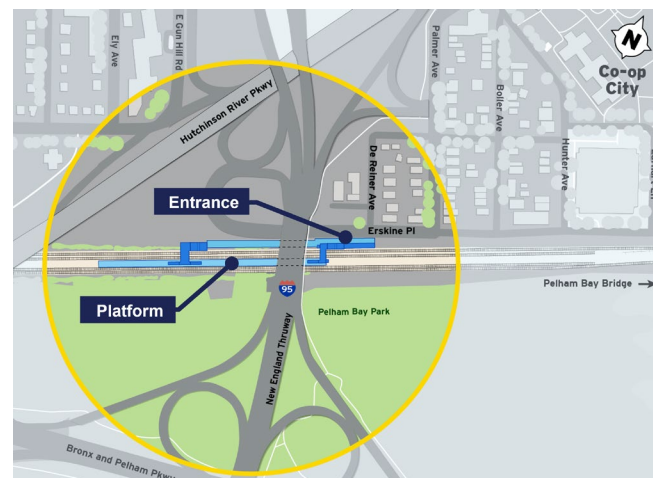 Ely Ave
E Gun Hill Rd
Hutchinson River Pkwy
Palmer Ave
Boller Ave
N
Co-op
City
Hunter Ave
De Reiner Ave
Entrance
Erskine Pl
Platform
95
Pelham Bay Bridge
Pelham Bay Park
New England Thruway
Bronx and Pelham Pkwy